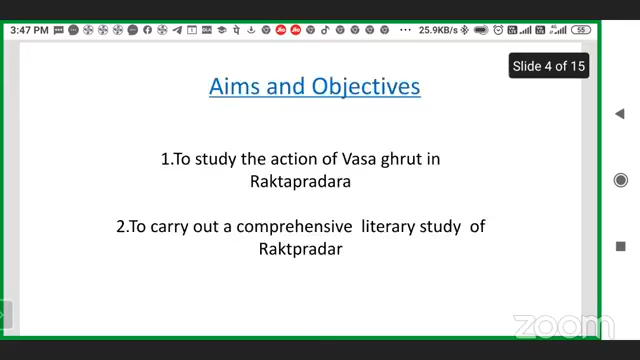 3:47 PM
25.9KB/s
55
Slide 4 of 15
Aims and Objectives
1.To study the action of Vasa ghrut in
Raktapradara
2.To carry out a comprehensive literary study of
Raktpradar
zoom